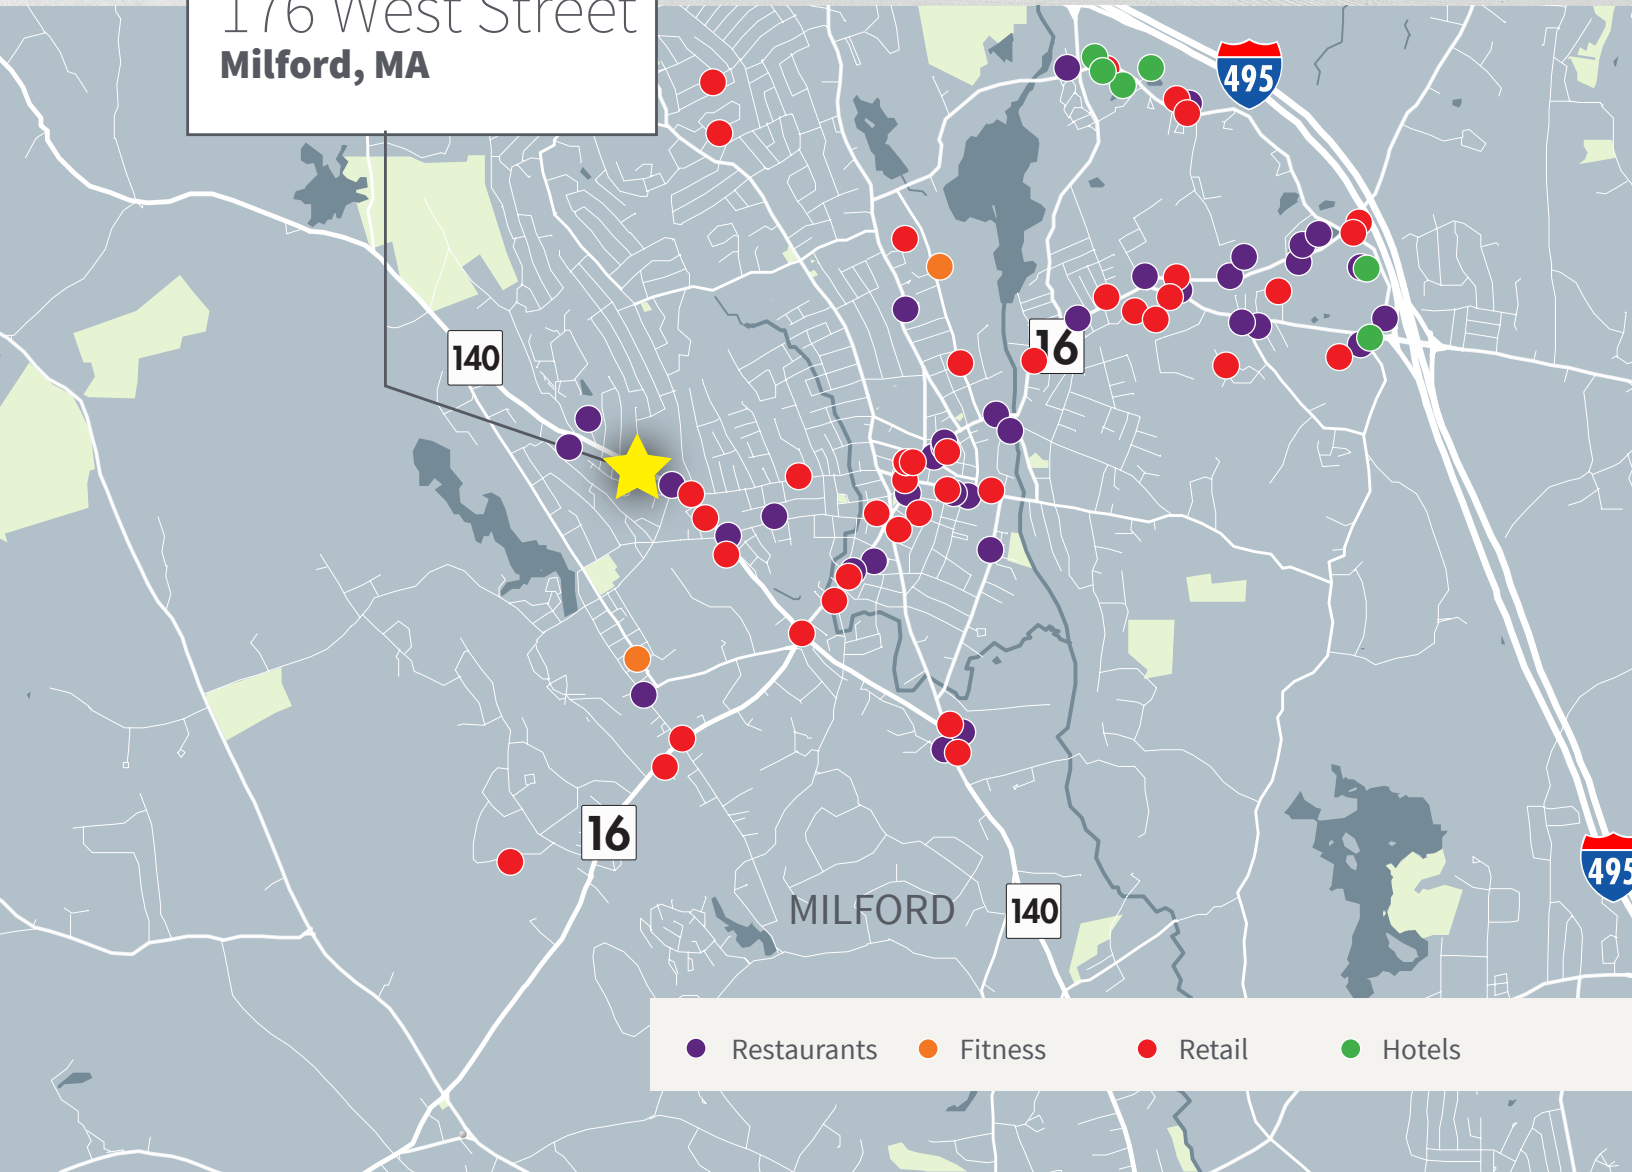 176 West Street
Milford, MA
495
140
16
16
MILFORD
140
495
Restaurants
Fitness
Retail
Hotels